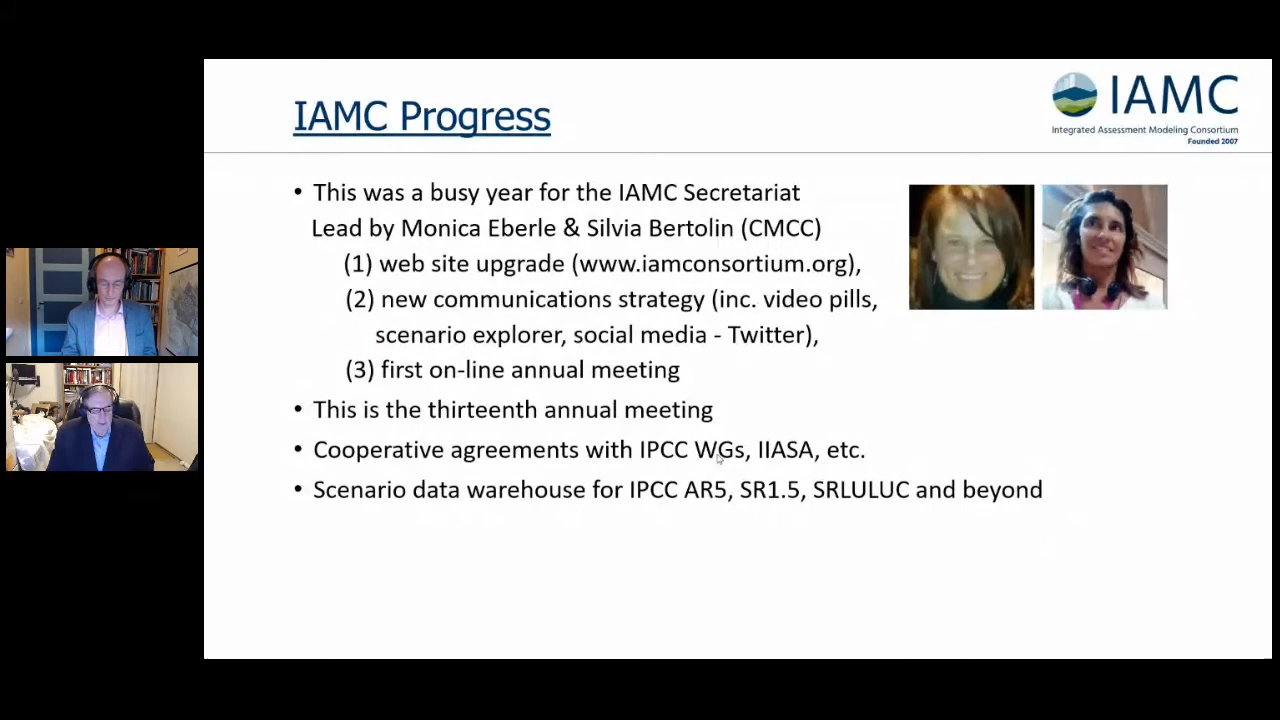 IAMC Progress
IAMC
Integrated Assessment Modeling Consortium
Founded 2007
• This was a busy year for the IAMC Secretariat
Lead by Monica Eberle & Silvia Bertolin (CMCC)
(1) web site upgrade (www.iamconsortium.org),
(2) new communications strategy (inc. video pills,
scenario explorer, social media - Twitter),
(3) first on-line annual meeting
• This is the thirteenth annual meeting
• Cooperative agreements with IPCC WGs, IIASA, etc.
• Scenario data warehouse for IPCC AR5, SR1.5, SRLULUC and beyond